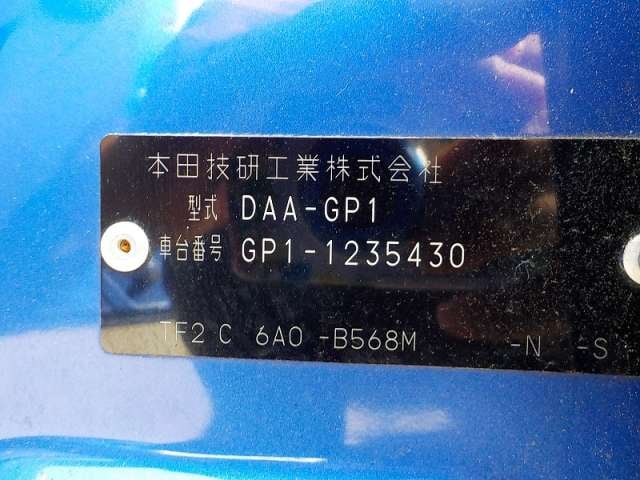 本田技研工業株式会社
型式 DAA-GP1
車台番号 GP1-1235430
TF2 C 6A0 -B568M -N -S